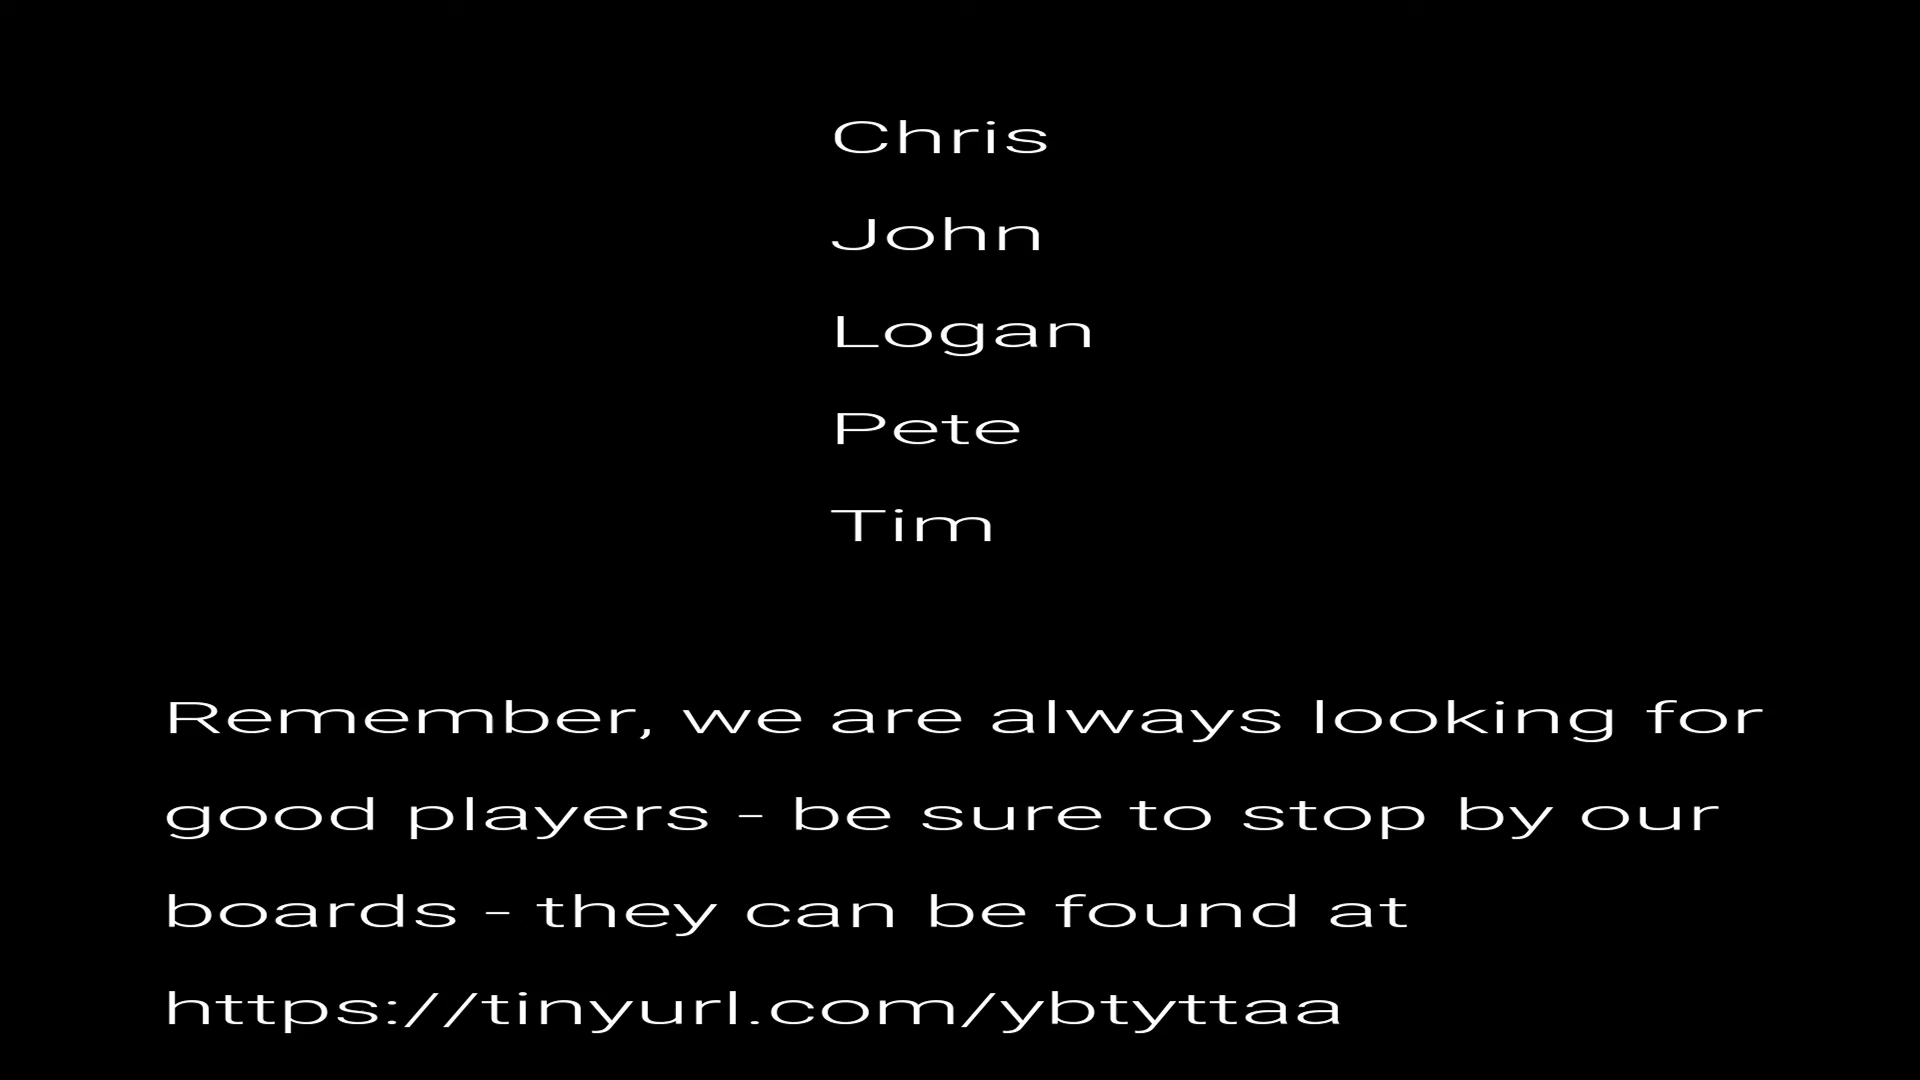 Chris
John
Logan
Pete
Tim
Remember, we are always looking for
good players - be sure to stop by our
boards - they can be found at
https://tinyurl.com/ybtyttaa